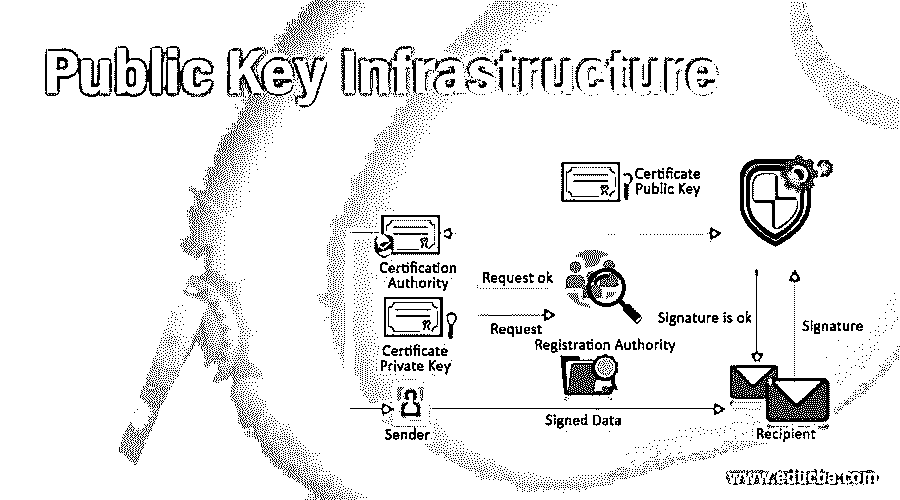 Public Key Infrastructure
Certificate
Public Key
Certification
Authority
Request ok
Request
Certificate
Private Key
Registration Authority
Signature is ok
Signature
Sender
Signed Data
Recipient
www.educba.com